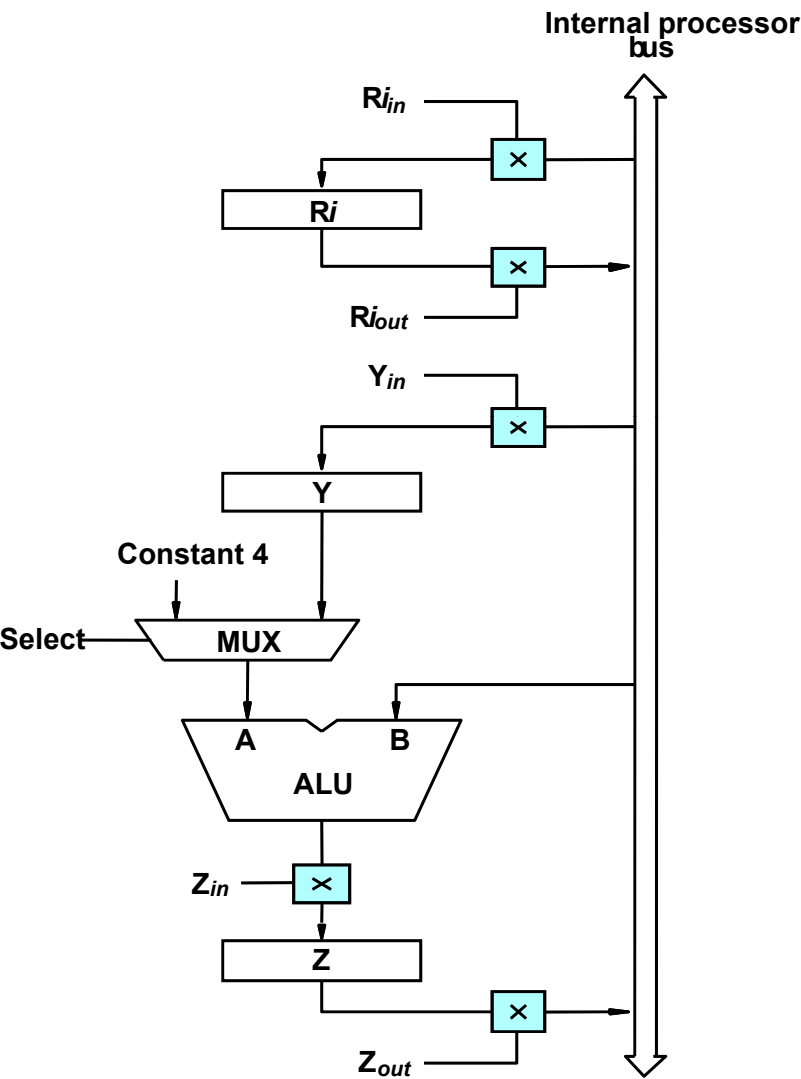 Internal processor
bus
Riin
Ri
Riout
Yin
Y
Constant 4
Select
MUX
A
B
ALU
Zin
Z
Zout